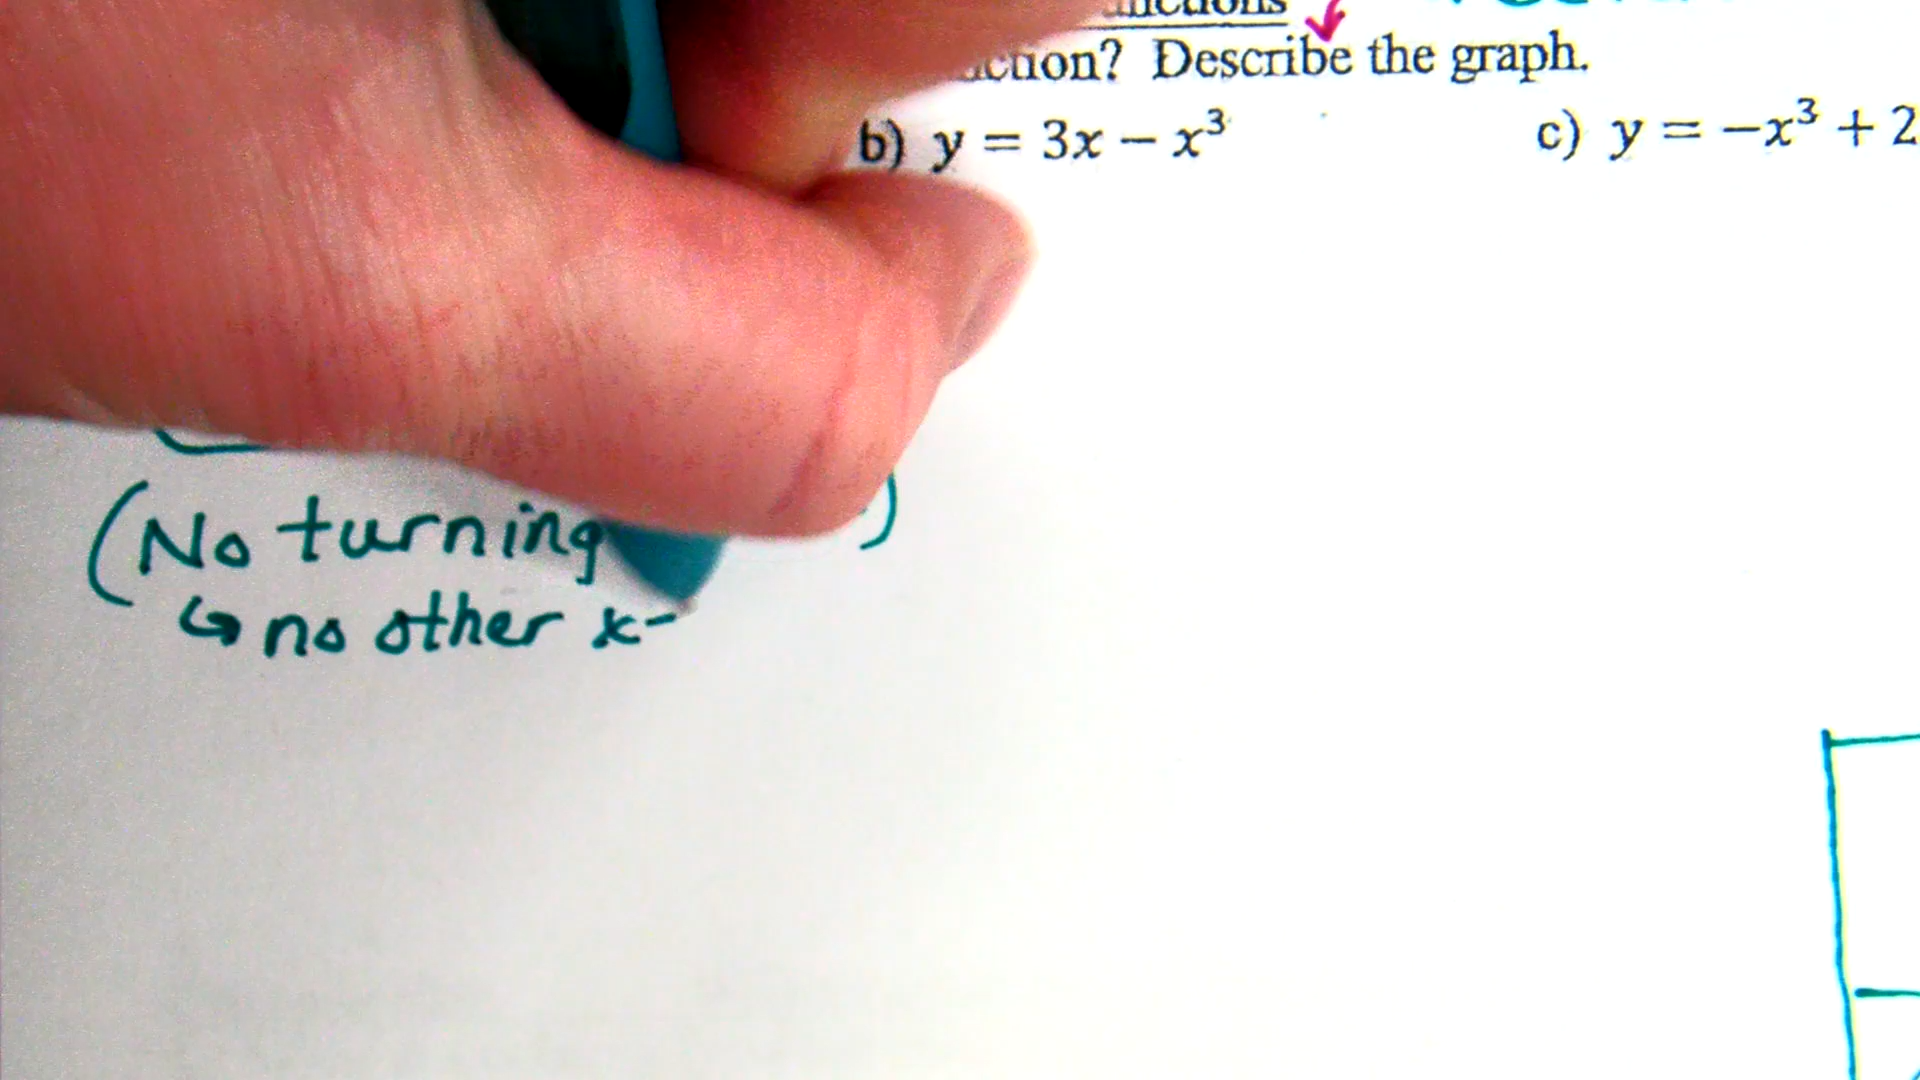 Describe the graph.
b) y = 3x − x³
c) y = −x³ + 2
(No turning )
↳ no other x-